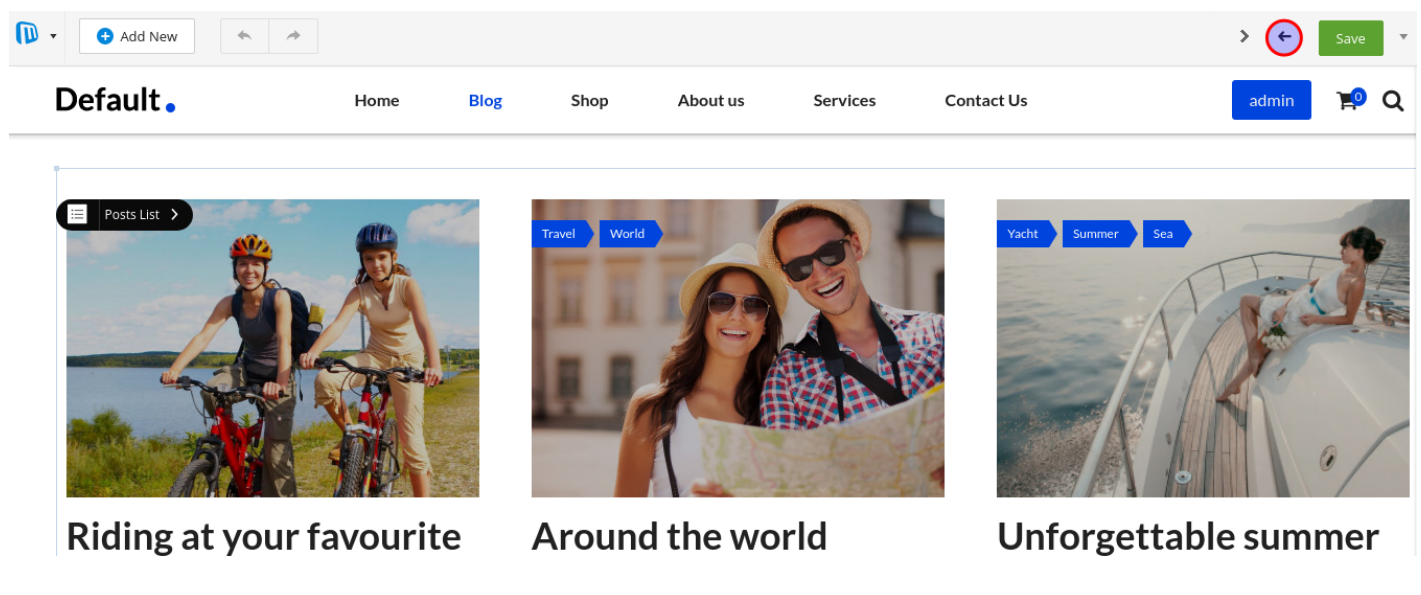 Add New
Save
Default.
Home Blog Shop About us Services Contact Us admin 0
Posts List
Travel World
Yacht Summer Sea
Riding at your favourite
Around the world
Unforgettable summer